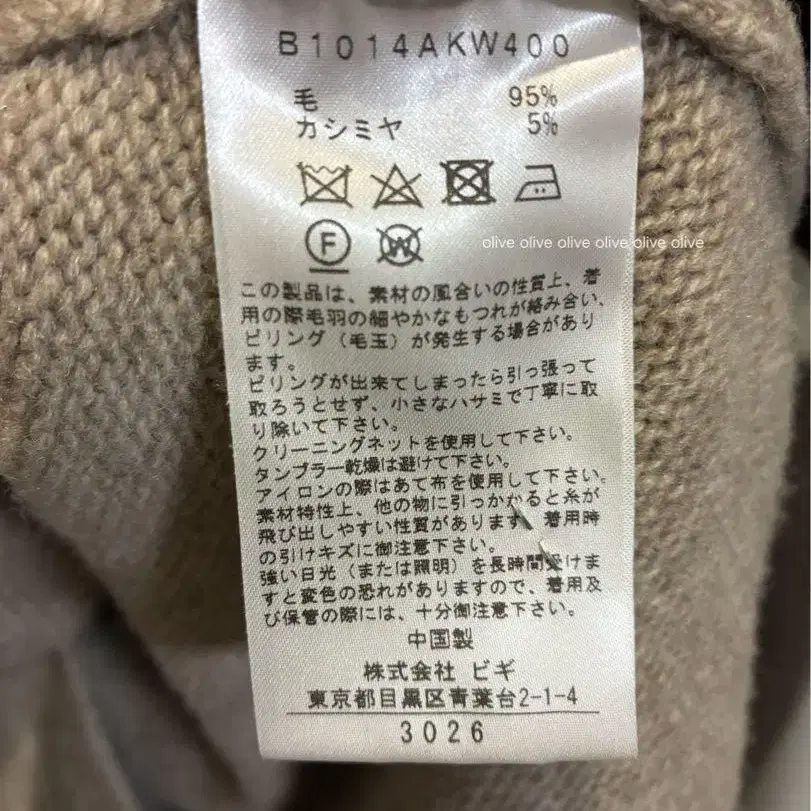 B1014AKW400
毛 95%
カシミヤ 5%
F W
olive olive olive olive olive olive
この製品は、素材の風合いの性質上、着
用の際毛羽の細やかなもつれが絡み合い、
ピリング（毛玉）が発生する場合があり
ます。
ピリングが出来てしまったら引っ張って
取ろうとせず、小さなハサミで丁寧に取
り除いて下さい。
クリーニングネットを使用して下さい。
タンブラー乾燥は避けて下さい。
アイロンの際はあて布を使用して下さい。
素材特性上、他の物に引っかかると糸が
飛び出しやすい性質があります、着用時
の引けキズに御注意下さい。
強い日光（または照明）を長時間受けま
すと変色の恐れがありますので、着用及
び保管の際には、十分御注意下さい。
中国製
株式会社 ビギ
東京都目黒区青葉台2-1-4
3026